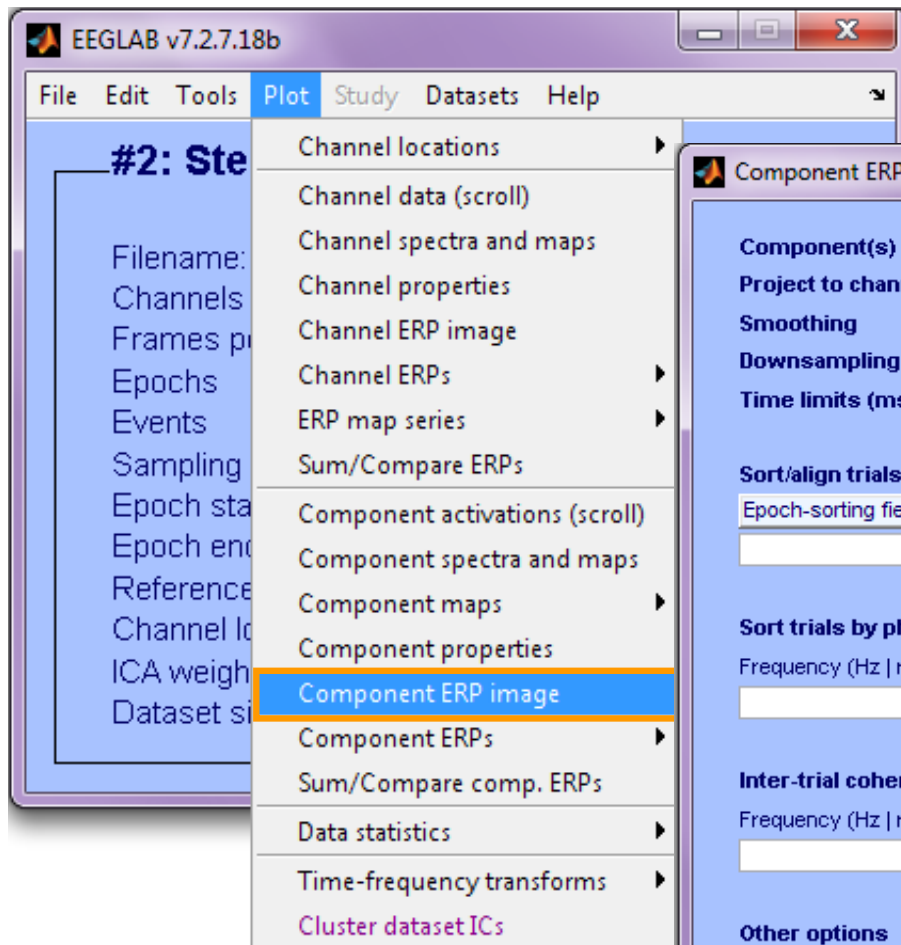 EEGLAB v7.2.7.18b
File Edit Tools Plot Study Datasets Help
#2: Ste
Filename:
Channels
Frames p
Epochs
Events
Sampling
Epoch sta
Epoch end
Reference
Channel lo
ICA weigh
Dataset si
Channel locations
Channel data (scroll)
Channel spectra and maps
Channel properties
Channel ERP image
Channel ERPs
ERP map series
Sum/Compare ERPs
Component activations (scroll)
Component spectra and maps
Component maps
Component properties
Component ERP image
Component ERPs
Sum/Compare comp. ERPs
Data statistics
Time-frequency transforms
Cluster dataset ICs
Component ERP
Component(s)
Project to chan
Smoothing
Downsampling
Time limits (ms
Sort/align trials
Epoch-sorting fie
Sort trials by p
Frequency (Hz |
Inter-trial coher
Frequency (Hz |
Other options